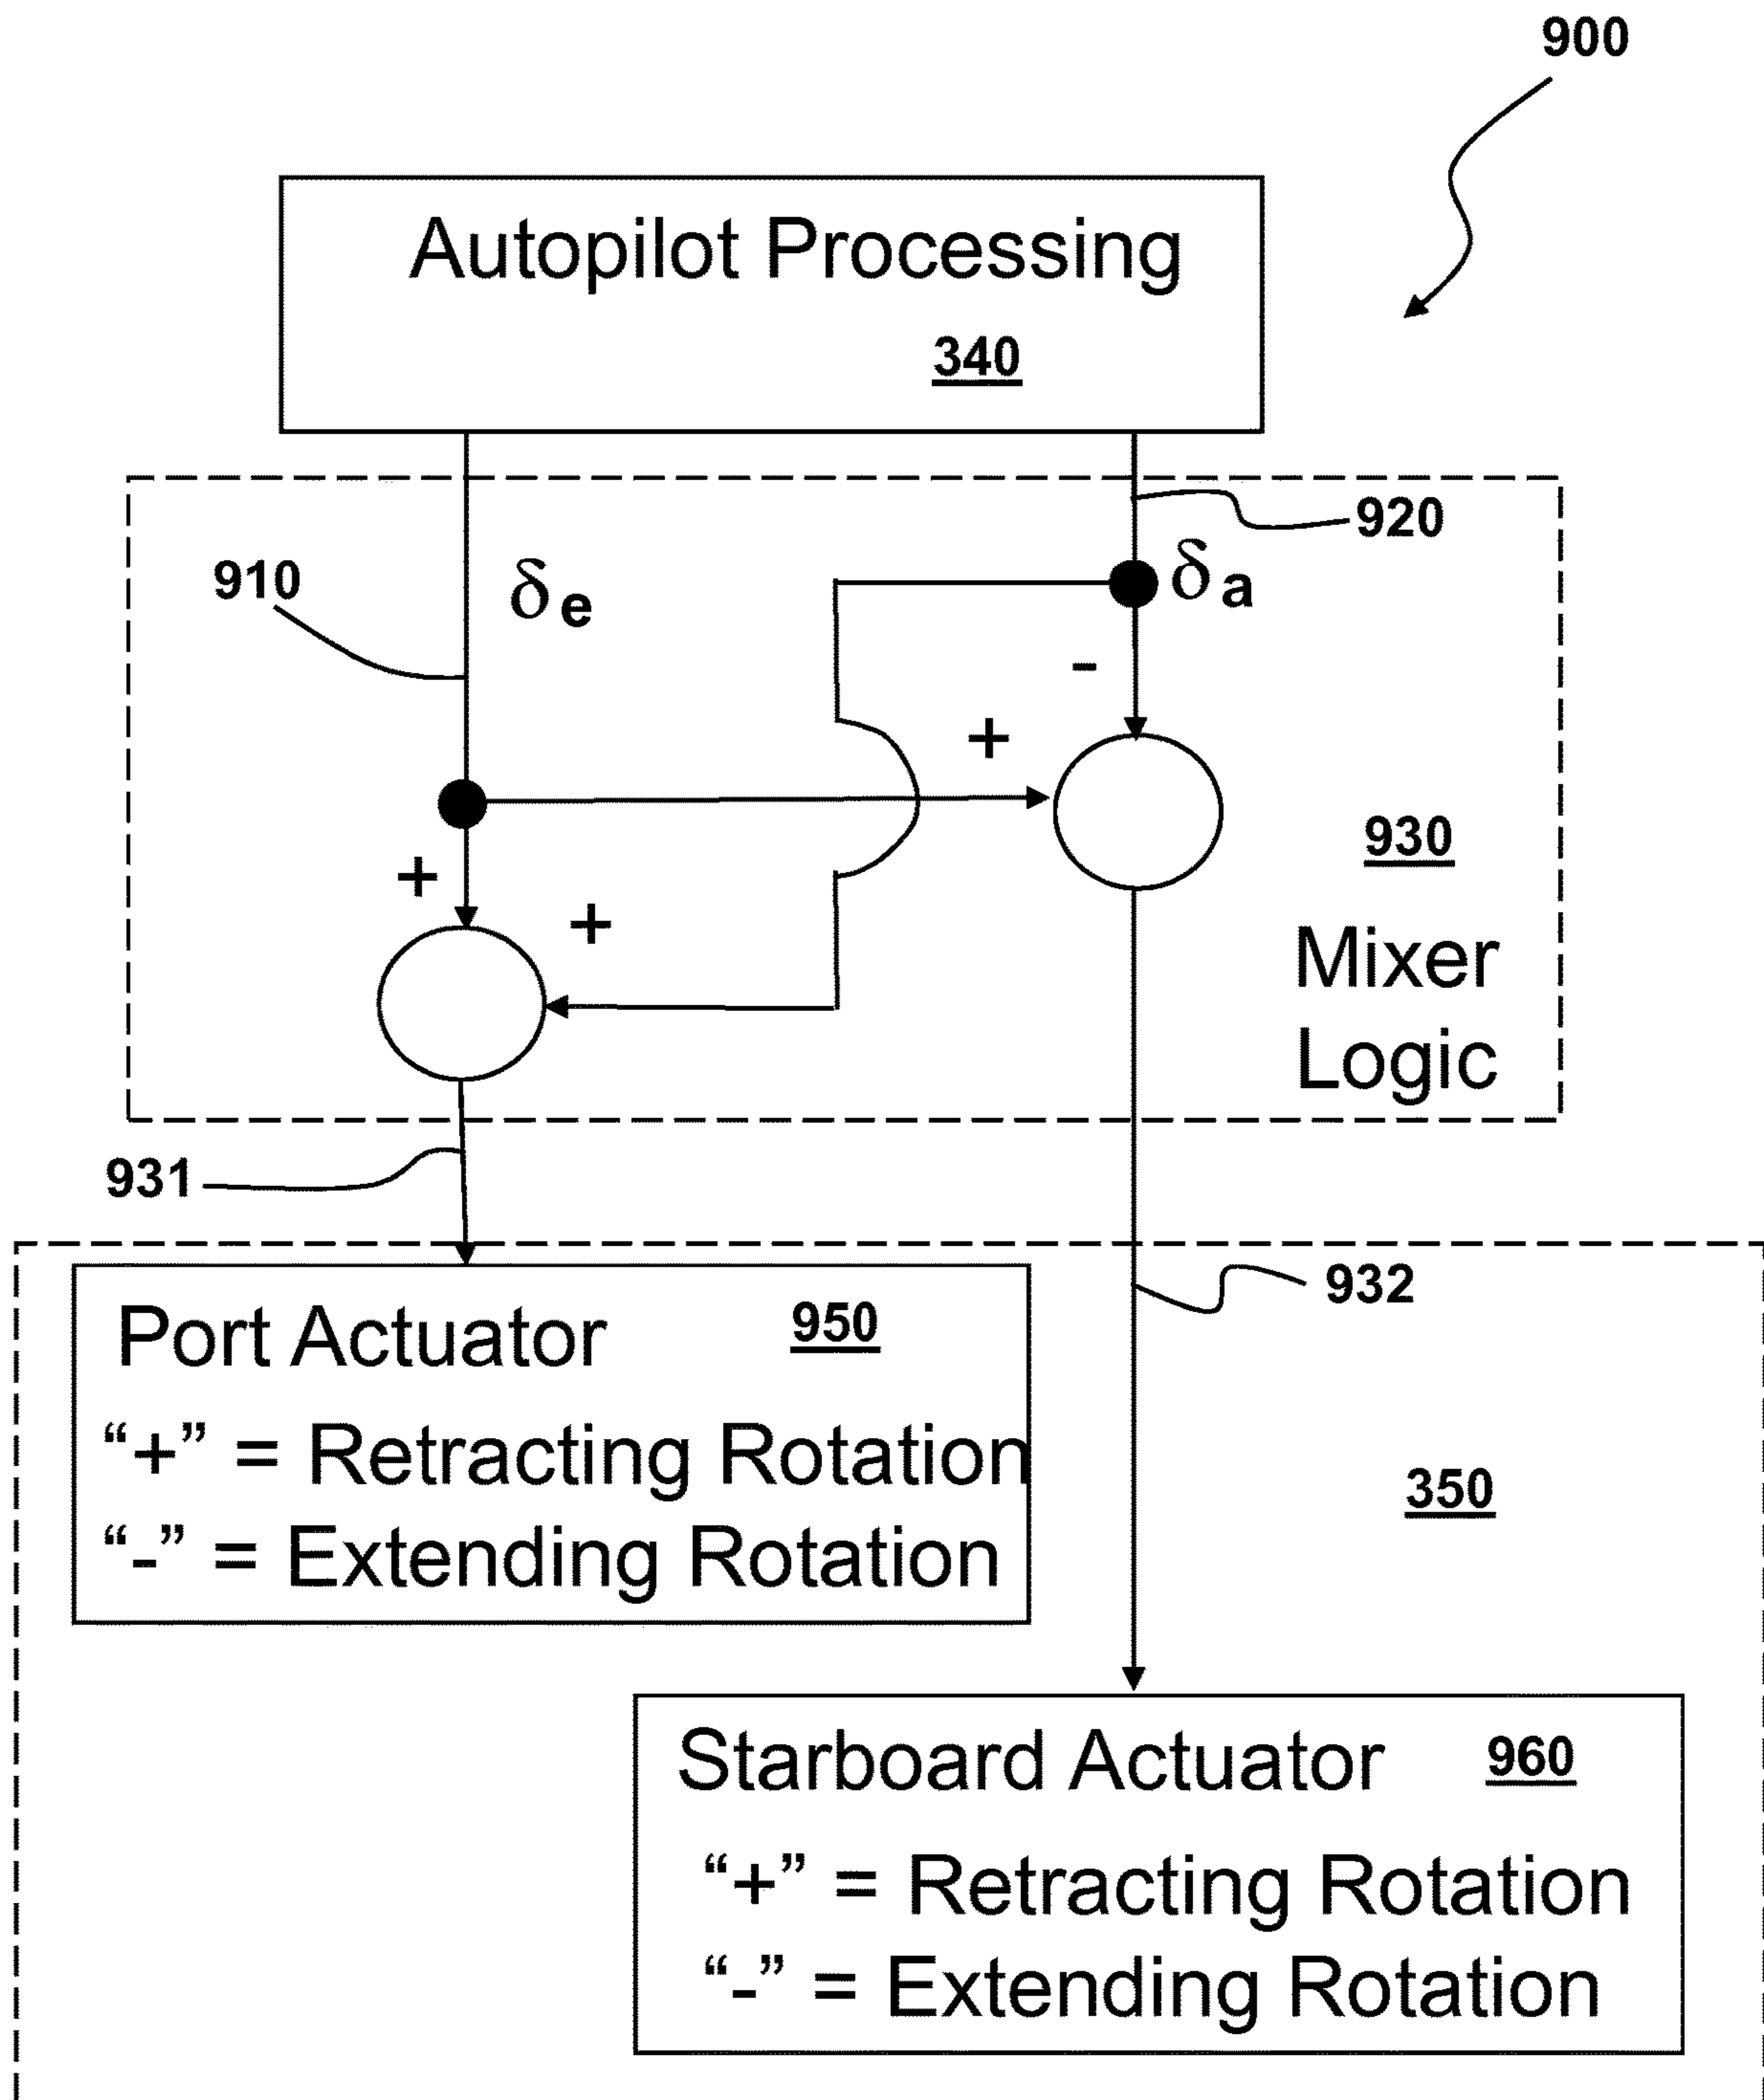 900
Autopilot Processing
340
920
910
δe
δa
-
+
930
+
+
Mixer
Logic
931
932
Port Actuator 950
“+” = Retracting Rotation
“-” = Extending Rotation
350
Starboard Actuator 960
“+” = Retracting Rotation
“-” = Extending Rotation